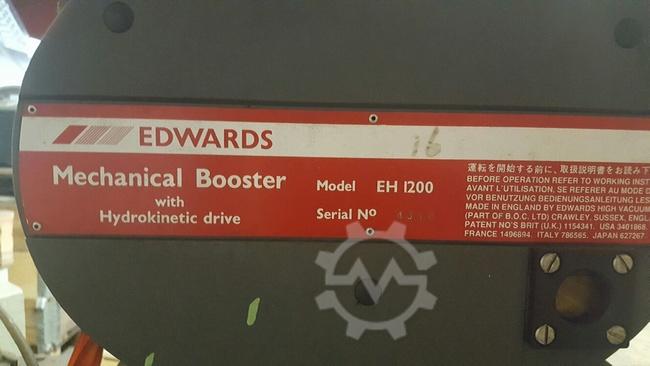 EDWARDS
16
Mechanical Booster
with
Hydrokinetic drive
Model EH 1200
Serial Nº
運転を開始する前に、取扱説明書をお読み下
BEFORE OPERATION REFER TO WORKING INST
AVANT L'UTILISATION. SE REFERER AU MODE D
VOR BENUTZUNG BEDIENUNGSANLEITUNG LES
MADE IN ENGLAND BY EDWARDS HIGH VACUUM
(PART OF B.O.C. LTD) CRAWLEY, SUSSEX, ENGL
PATENT NO'S BRIT (U.K.) 1154341. USA 3401868.
FRANCE 1496894. ITALY 786565. JAPAN 627267